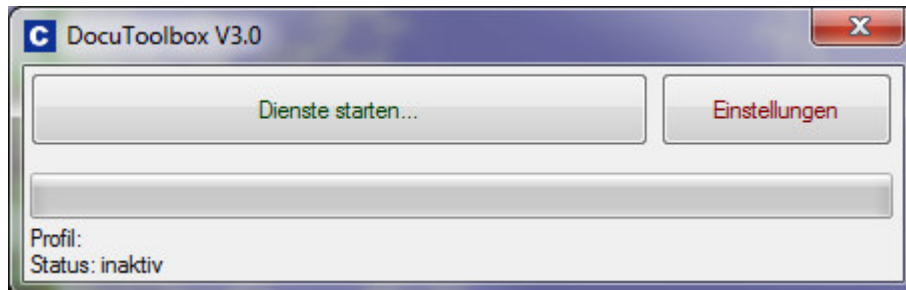 C DocuToolbox V3.0
Dienste starten...
Einstellungen
Profil:
Status: inaktiv